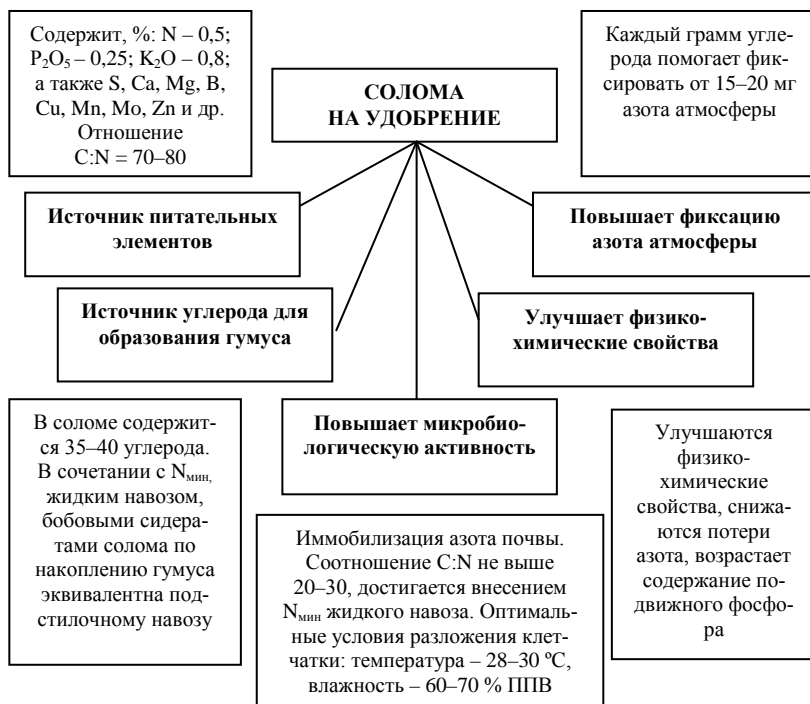 Содержит, %: N – 0,5;
P₂O₅ – 0,25; K₂O – 0,8;
а также S, Ca, Mg, B,
Cu, Mn, Mo, Zn и др.
Отношение
C:N = 70–80
СОЛОМА
НА УДОБРЕНИЕ
Каждый грамм угле-
рода помогает фик-
сировать от 15–20 мг
азота атмосферы
Источник питательных
элементов
Повышает фиксацию
азота атмосферы
Источник углерода для
образования гумуса
Улучшает физико-
химические свойства
Повышает микробио-
логическую активность
В соломе содержит-
ся 35–40 углерода.
В сочетании с Nмин,
жидким навозом,
бобовыми сидера-
тами солома по
накоплению гумуса
эквивалентна под-
стилочному навозу
Иммобилизация азота почвы.
Соотношение C:N не выше
20–30, достигается внесением
Nмин жидкого навоза. Оптималь-
ные условия разложения клет-
чатки: температура – 28–30 ºС,
влажность – 60–70 % ППВ
Улучшаются
физико-
химические
свойства, снижа-
ются потери
азота, возрастает
содержание по-
движного фосфо-
ра